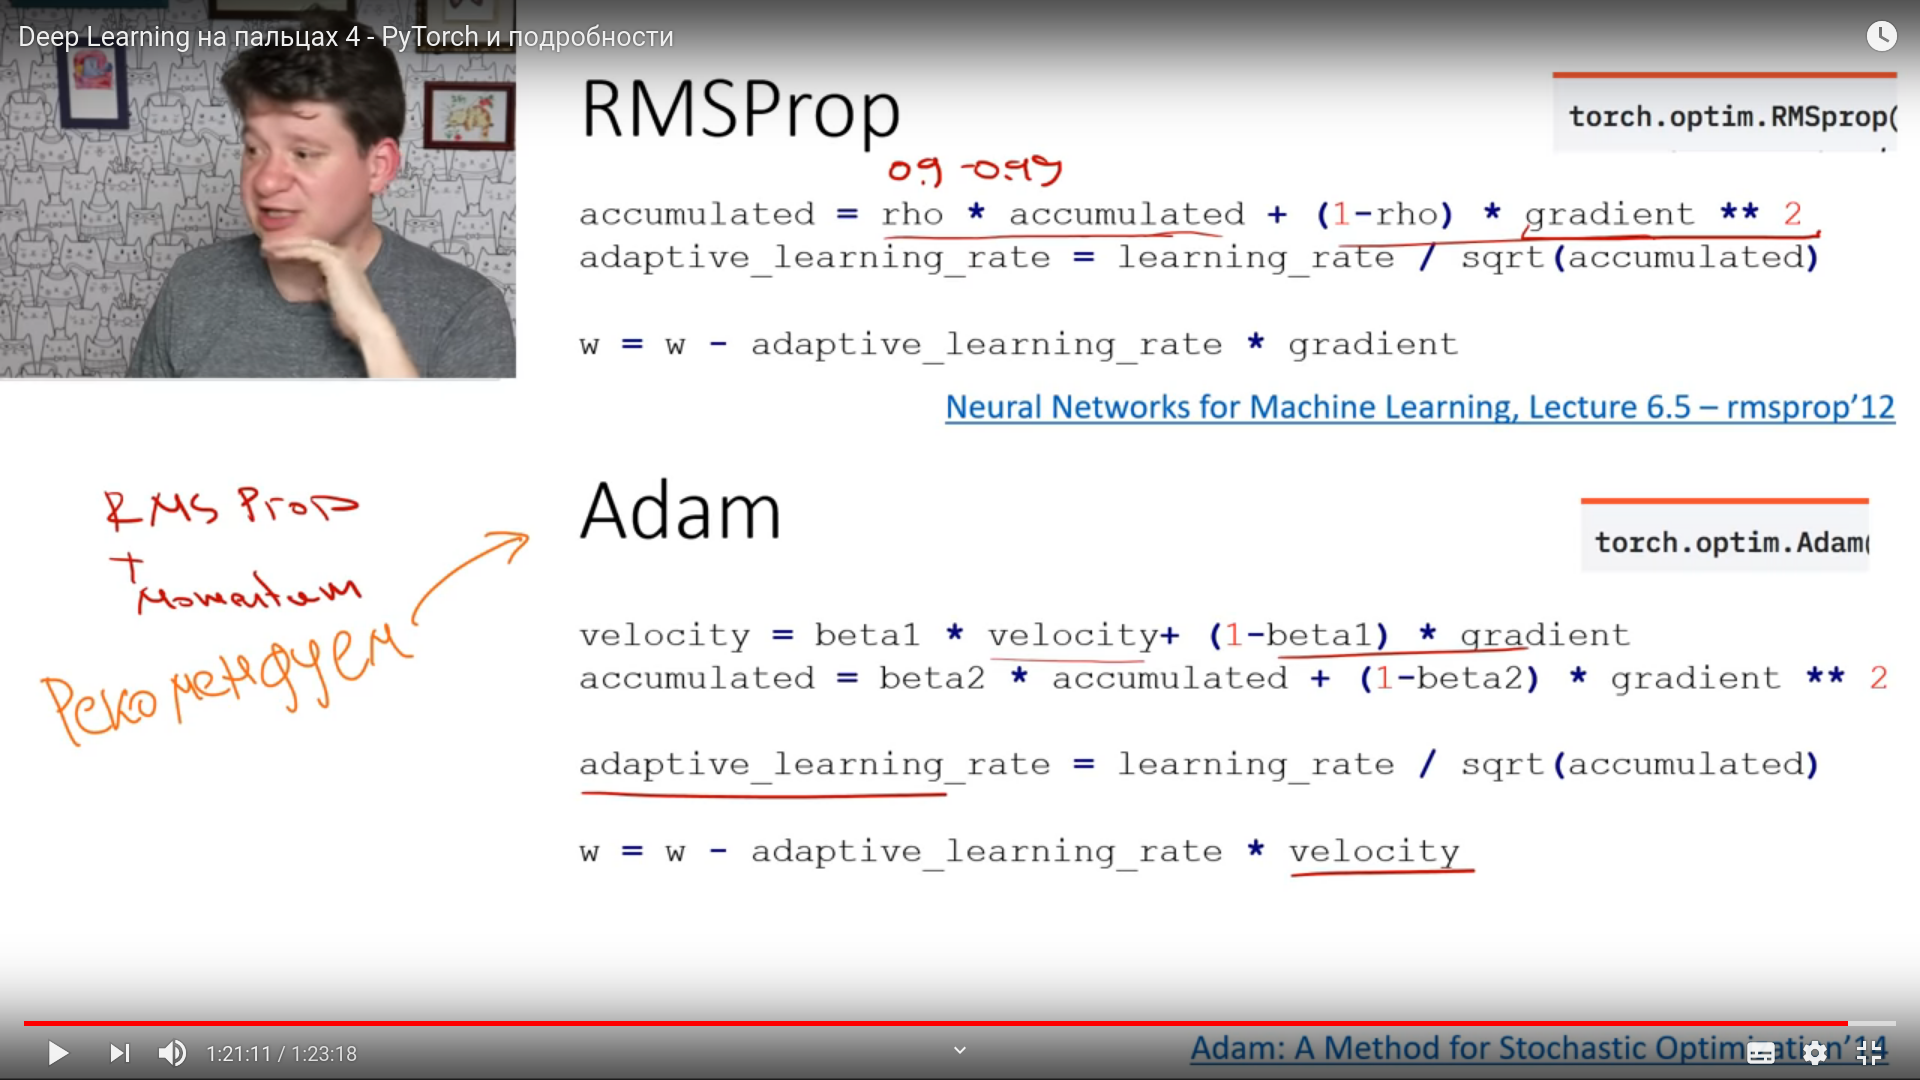 Deep Learning на пальцах 4 - PyTorch и подробности
RMSProp
torch.optim.RMSprop(
0.9 - 0.99
accumulated = rho * accumulated + (1-rho) * gradient ** 2
adaptive_learning_rate = learning_rate / sqrt(accumulated)
w = w - adaptive_learning_rate * gradient
Neural Networks for Machine Learning, Lecture 6.5 – rmsprop’12
RMS Prop
+
Momentum
Рекомендуем
Adam
torch.optim.Adam(
velocity = beta1 * velocity+ (1-beta1) * gradient
accumulated = beta2 * accumulated + (1-beta2) * gradient ** 2
adaptive_learning_rate = learning_rate / sqrt(accumulated)
w = w - adaptive_learning_rate * velocity
1:21:11 / 1:23:18
Adam: A Method for Stochastic Optimization’14